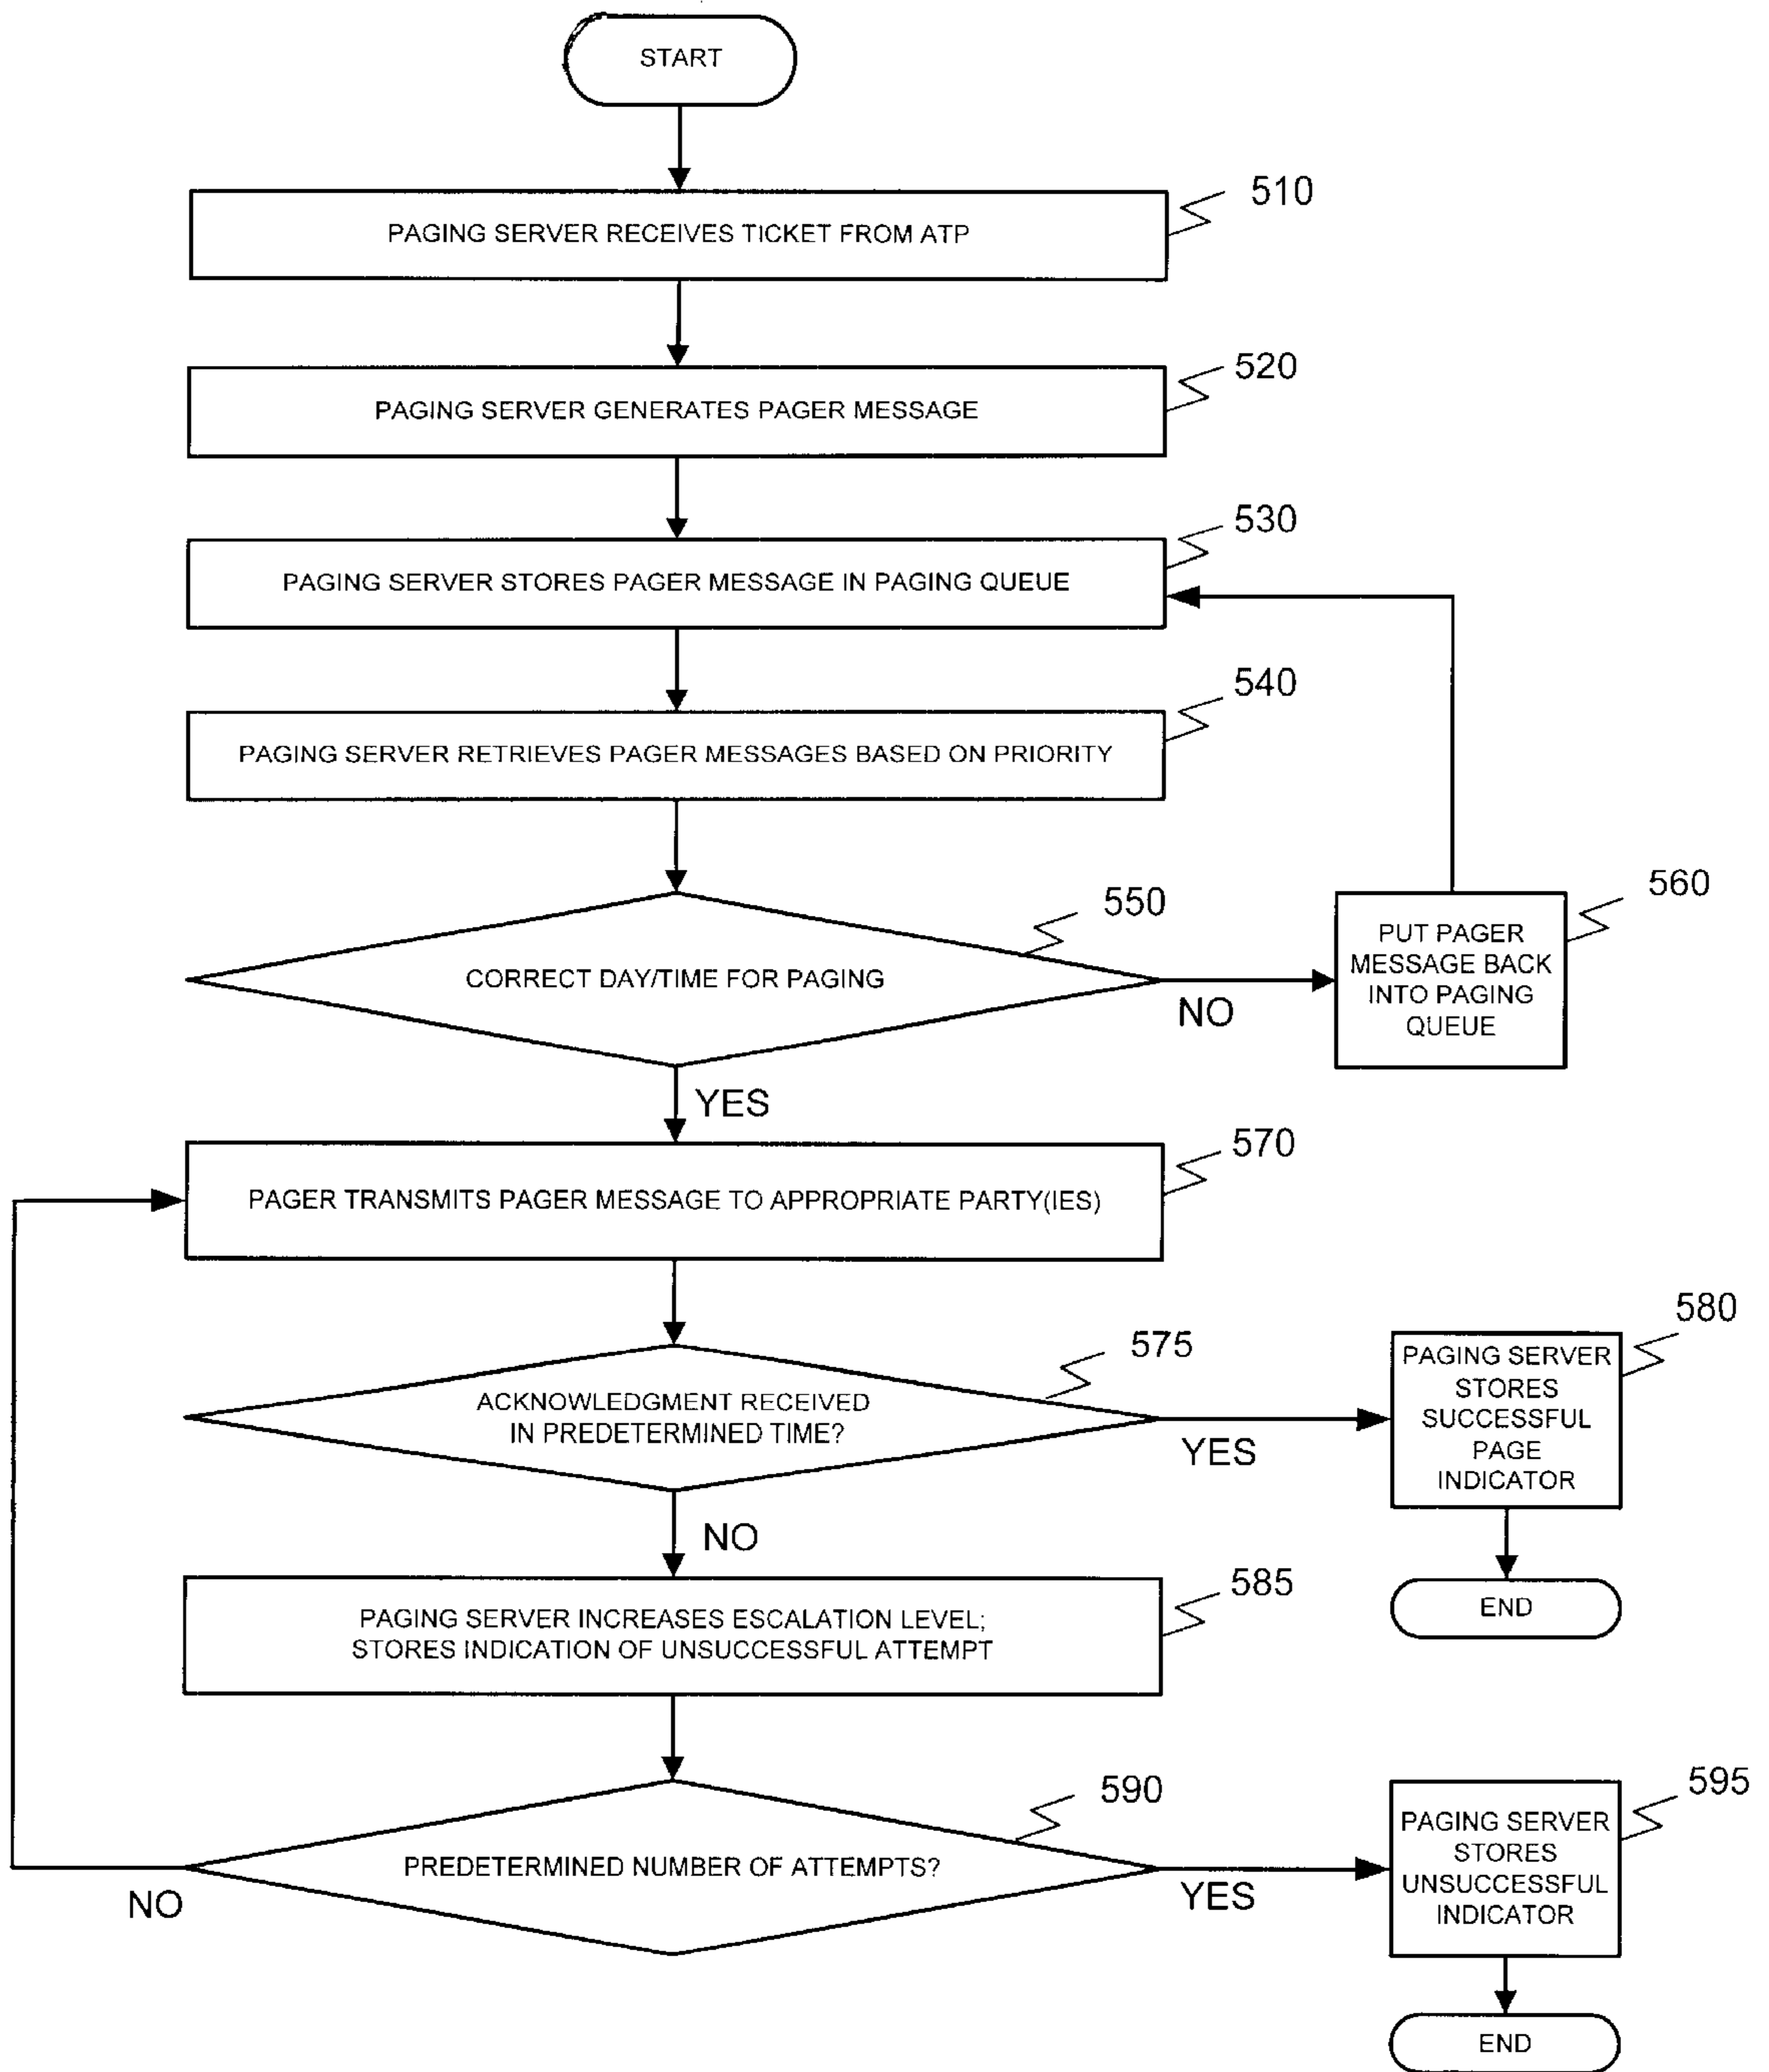 START
510
PAGING SERVER RECEIVES TICKET FROM ATP
520
PAGING SERVER GENERATES PAGER MESSAGE
530
PAGING SERVER STORES PAGER MESSAGE IN PAGING QUEUE
540
PAGING SERVER RETRIEVES PAGER MESSAGES BASED ON PRIORITY
550
CORRECT DAY/TIME FOR PAGING
NO
560
PUT PAGER
MESSAGE BACK
INTO PAGING
QUEUE
YES
570
PAGER TRANSMITS PAGER MESSAGE TO APPROPRIATE PARTY(IES)
575
ACKNOWLEDGMENT RECEIVED
IN PREDETERMINED TIME?
YES
580
PAGING SERVER
STORES
SUCCESSFUL
PAGE
INDICATOR
END
NO
585
PAGING SERVER INCREASES ESCALATION LEVEL;
STORES INDICATION OF UNSUCCESSFUL ATTEMPT
590
PREDETERMINED NUMBER OF ATTEMPTS?
NO
YES
595
PAGING SERVER
STORES
UNSUCCESSFUL
INDICATOR
END